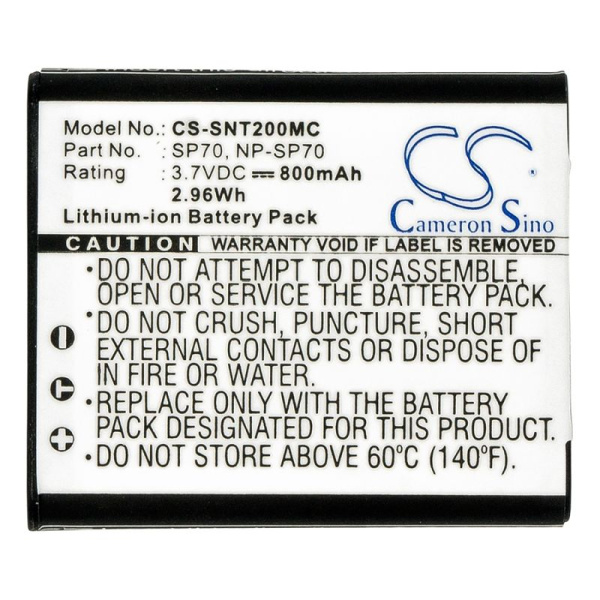 Model No.: CS-SNT200MC
Part No.: SP70, NP-SP70
Rating : 3.7VDC ⎓ 800mAh
2.96Wh
Lithium-ion Battery Pack
CS
Cameron Sino
CAUTION WARRANTY VOID IF LABEL IS REMOVED
•DO NOT ATTEMPT TO DISASSEMBLE,
OPEN OR SERVICE THE BATTERY PACK.
•DO NOT CRUSH, PUNCTURE, SHORT
EXTERNAL CONTACTS OR DISPOSE OF
IN FIRE OR WATER.
•REPLACE ONLY WITH THE BATTERY
PACK DESIGNATED FOR THIS PRODUCT.
•DO NOT STORE ABOVE 60°C (140°F).